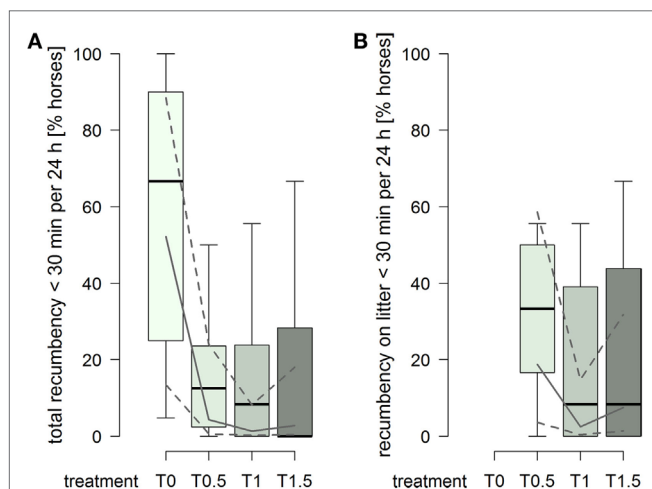 A
total recumbency < 30 min per 24 h [% horses]
100
80
60
40
20
0
treatment T0 T0.5 T1 T1.5
B
recumbency on litter < 30 min per 24 h [% horses]
100
80
60
40
20
0
treatment T0 T0.5 T1 T1.5